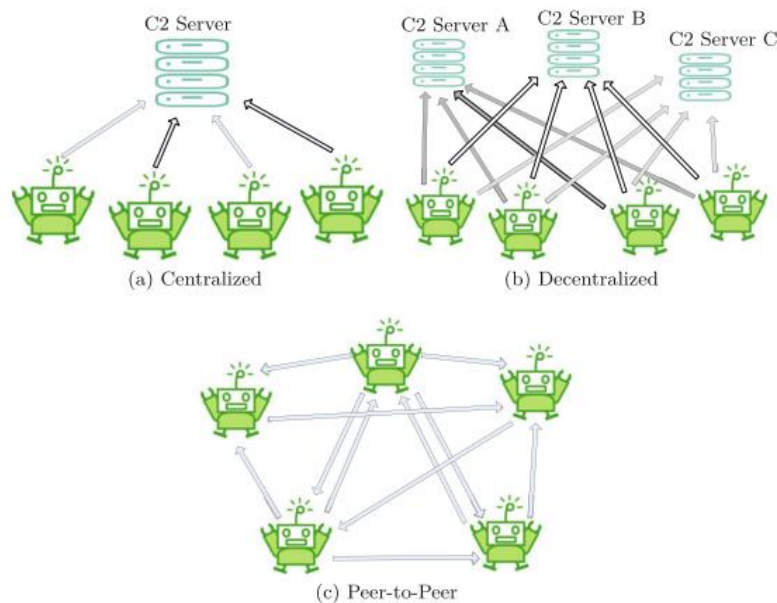 C2 Server
C2 Server A
C2 Server B
C2 Server C
(a) Centralized
(b) Decentralized
(c) Peer-to-Peer